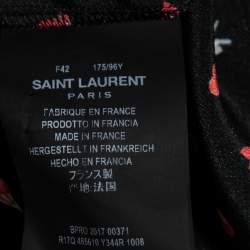 F42 175/96Y
SAINT LAURENT
PARIS
FABRIQUE EN FRANCE
PRODOTTO IN FRANCIA
MADE IN FRANCE
HERGESTELLT IN FRANKREICH
HECHO EN FRANCIA
フランス製
产地:法国
BPRO 2017 00371
R17Q 485610 Y344R 1008